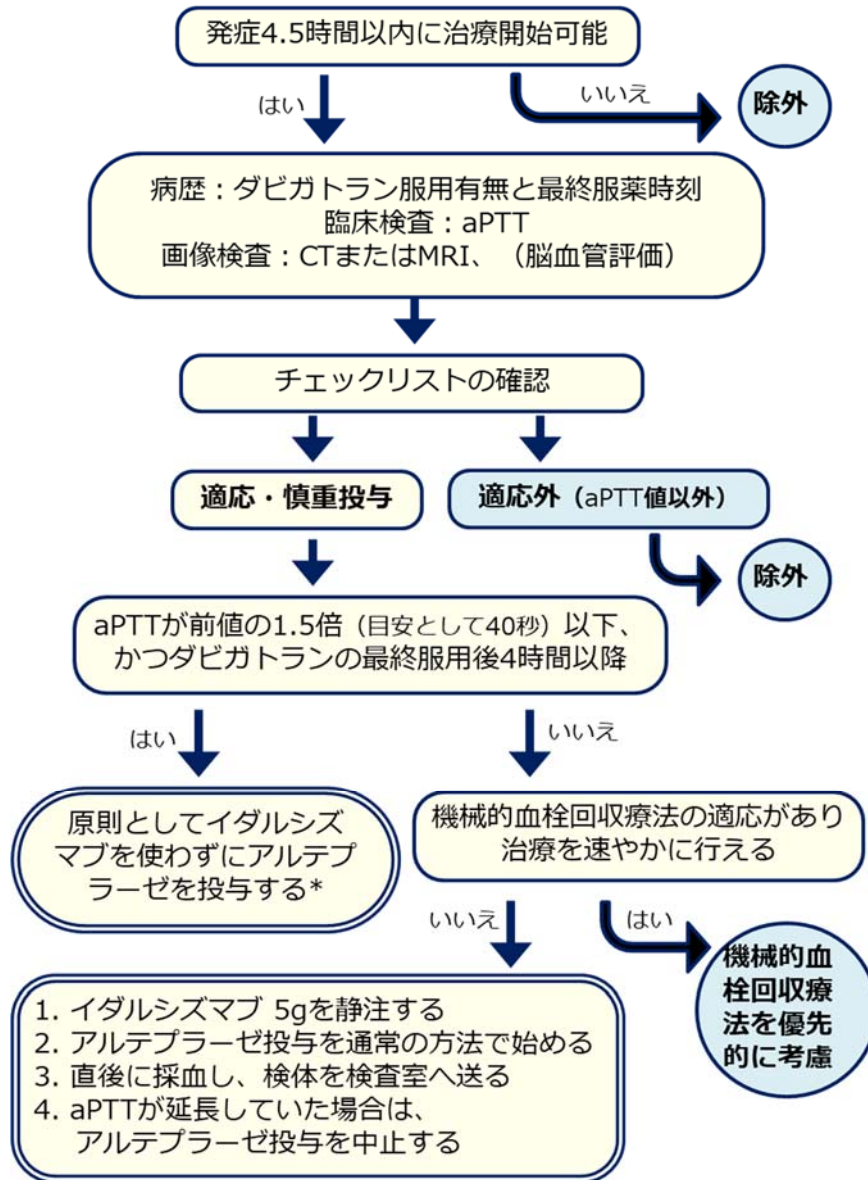 発症4.5時間以内に治療開始可能
はい
いいえ
除外
病歴：ダビガトラン服用有無と最終服薬時刻
臨床検査：aPTT
画像検査：CTまたはMRI、（脳血管評価）
チェックリストの確認
適応・慎重投与
適応外（aPTT値以外）
除外
aPTTが前値の1.5倍（目安として40秒）以下、
かつダビガトランの最終服用後4時間以降
はい
いいえ
原則としてイダルシズ
マブを使わずにアルテプ
ラーゼを投与する*
機械的血栓回収療法の適応があり
治療を速やかに行える
いいえ
はい
機械的血
栓回収療
法を優先
的に考慮
1. イダルシズマブ 5gを静注する
2. アルテプラーゼ投与を通常の方法で始める
3. 直後に採血し、検体を検査室へ送る
4. aPTTが延長していた場合は、
アルテプラーゼ投与を中止する